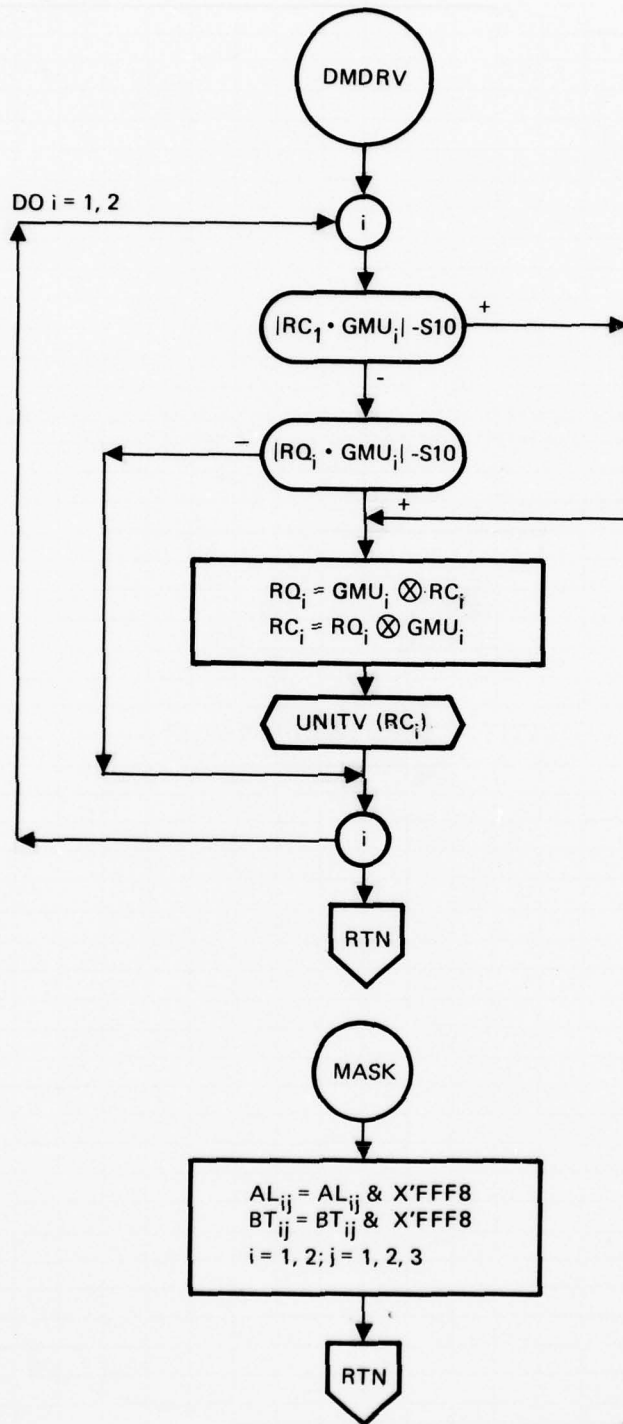 DMDRV
DO i = 1, 2
i
|RC₁ • GMUᵢ| -S10
+
-
|RQᵢ • GMUᵢ| -S10
−
+
RQᵢ = GMUᵢ ⊗ RCᵢ
RCᵢ = RQᵢ ⊗ GMUᵢ
UNITV (RCᵢ)
i
RTN
MASK
ALᵢⱼ = ALᵢⱼ & X'FFF8
BTᵢⱼ = BTᵢⱼ & X'FFF8
i = 1, 2; j = 1, 2, 3
RTN